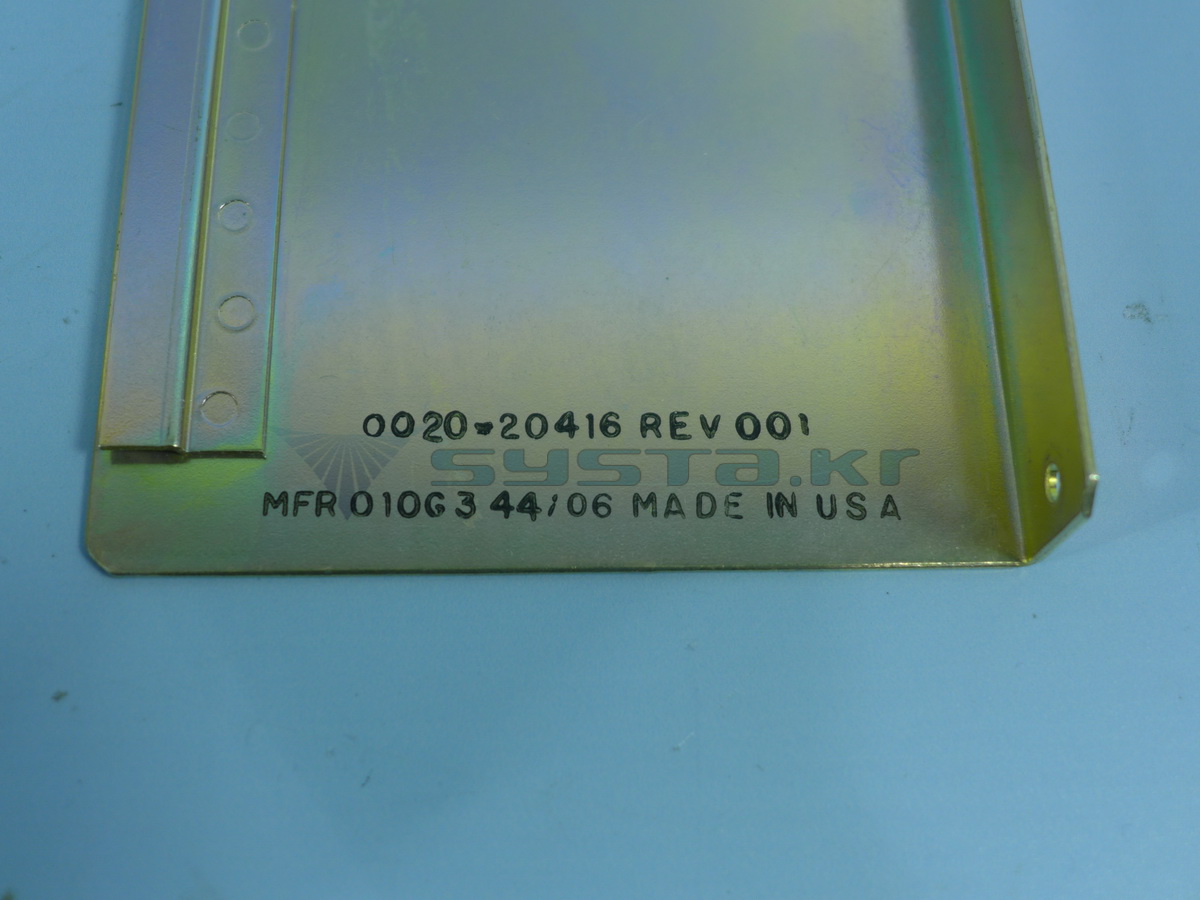 0020-20416 REV 001
systa.kr
MFR 010G3 44/06 MADE IN USA